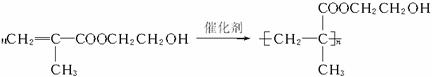 COOCH₂CH₂OH
nCH₂=C—COOCH₂CH₂OH 催化剂 ⟶ ⁅CH₂—C⁆n
CH₃ CH₃